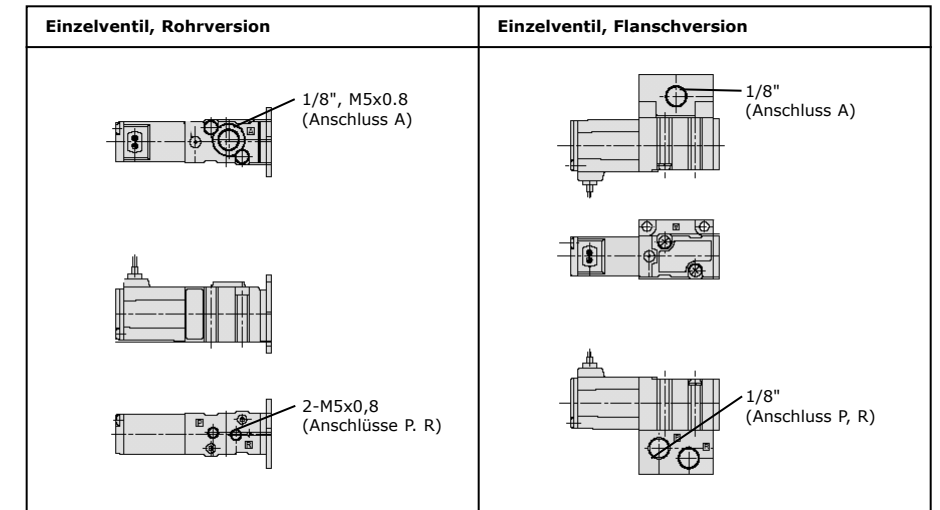 Einzelventil, Rohrversion
Einzelventil, Flanschversion
1/8", M5x0.8
(Anschluss A)
1/8"
(Anschluss A)
A
Y
2-M5x0,8
(Anschlüsse P. R)
P
R
1/8"
(Anschluss P, R)
P
R